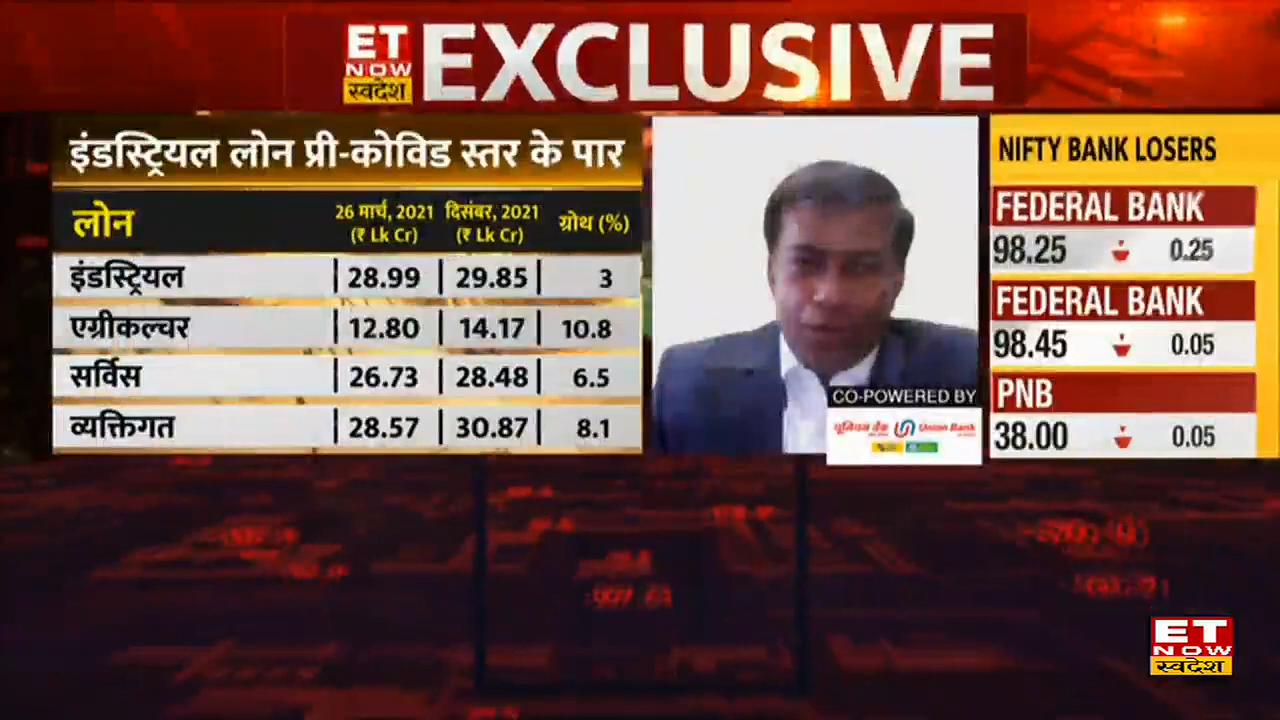 ET
NOW
स्वदेश
EXCLUSIVE
इंडस्ट्रियल लोन प्री-कोविड स्तर के पार
लोन 26 मार्च, 2021 (₹ Lk Cr) दिसंबर, 2021 (₹ Lk Cr) ग्रोथ (%)
इंडस्ट्रियल 28.99 29.85 3
एग्रीकल्चर 12.80 14.17 10.8
सर्विस 26.73 28.48 6.5
व्यक्तिगत 28.57 30.87 8.1
CO-POWERED BY
यूनियन बैंक Union Bank
NIFTY BANK LOSERS
FEDERAL BANK
98.25 0.25
FEDERAL BANK
98.45 0.05
PNB
38.00 0.05
ET
NOW
स्वदेश